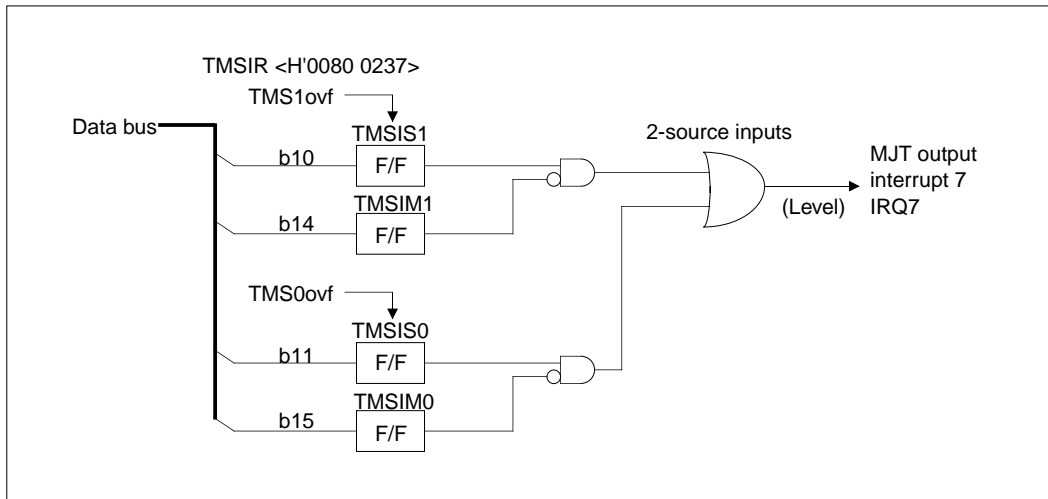 TMSIR <H'0080 0237>
TMS1ovf
Data bus
TMSIS1
b10
F/F
TMSIM1
b14
F/F
2-source inputs
MJT output
interrupt 7
IRQ7
(Level)
TMS0ovf
TMSIS0
b11
F/F
TMSIM0
b15
F/F